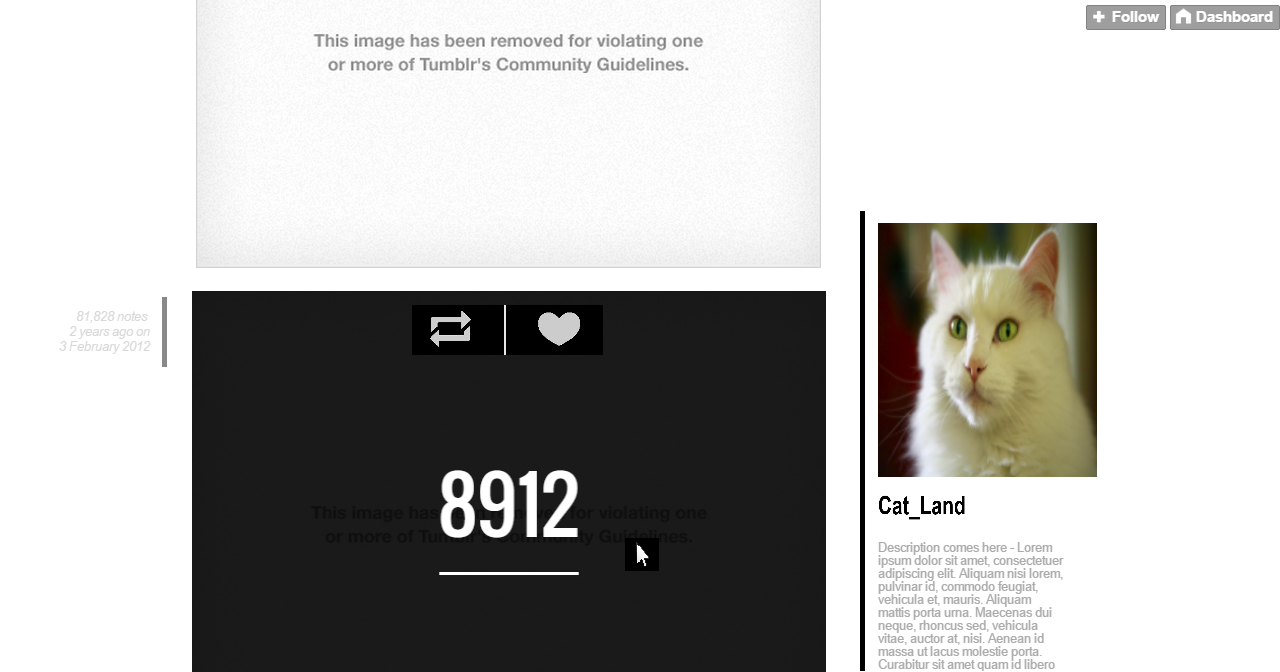 Follow
Dashboard
This image has been removed for violating one
or more of Tumblr's Community Guidelines.
81,828 notes
2 years ago on
3 February 2012
8912
This image has been removed for violating one
or more of Tumblr's Community Guidelines.
Cat_Land
Description comes here - Lorem
ipsum dolor sit amet, consectetuer
adipiscing elit. Aliquam nisi lorem,
pulvinar id, commodo feugiat,
vehicula et, mauris. Aliquam
mattis porta urna. Maecenas dui
neque, rhoncus sed, vehicula
vitae, auctor at, nisi. Aenean id
massa ut lacus molestie porta.
Curabitur sit amet quam id libero